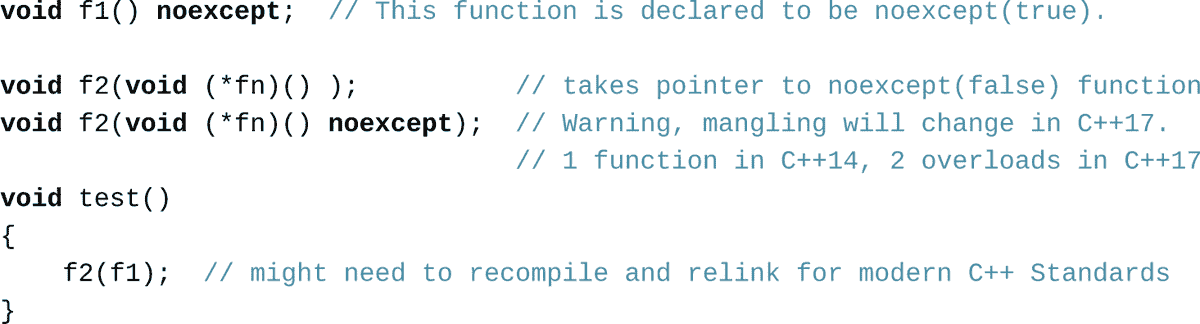 void f1() noexcept;  // This function is declared to be noexcept(true).
void f2(void (*fn)() );          // takes pointer to noexcept(false) function
void f2(void (*fn)() noexcept);  // Warning, mangling will change in C++17.
                                 // 1 function in C++14, 2 overloads in C++17
void test()
{
    f2(f1);  // might need to recompile and relink for modern C++ Standards
}